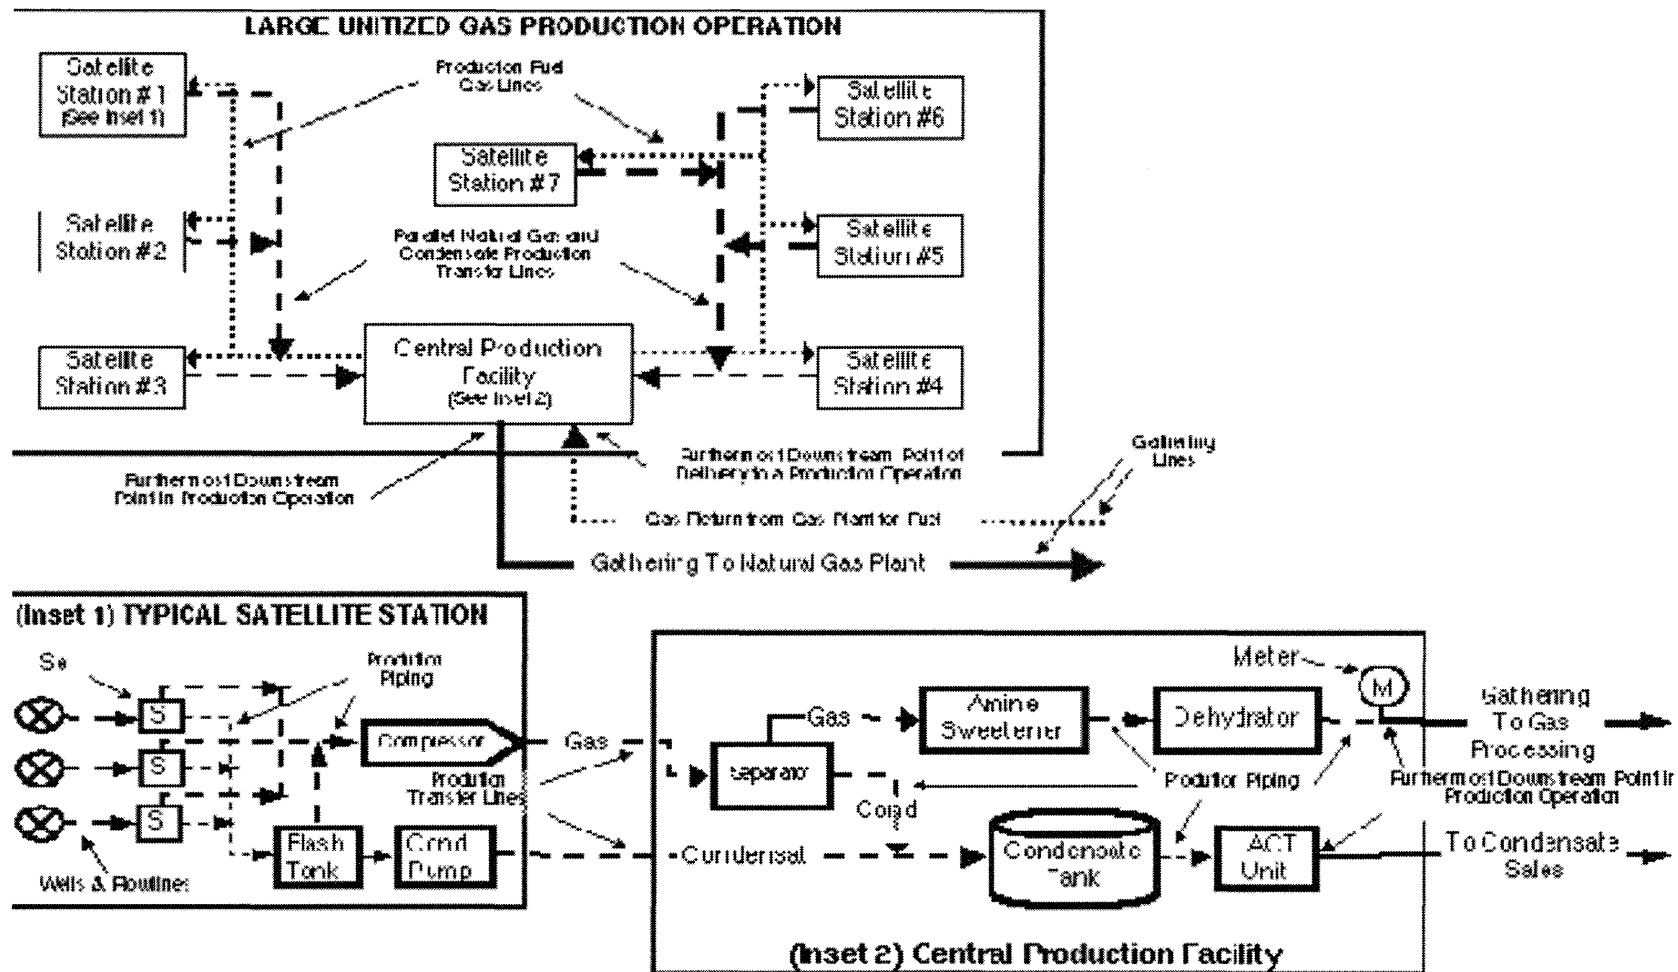 LARGE UNITIZED GAS PRODUCTION OPERATION
Satellite
Station #1
(See Inset 1)
Production Fuel
Gas Lines
Satellite
Station #6
Satellite
Station #7
Satellite
Station #2
Parallel Natural Gas and
Condensate Production
Transfer Lines
Satellite
Station #5
Satellite
Station #3
Central Production
Facility
(See Inset 2)
Satellite
Station #4
Gathering
Lines
Furthermost Downstream
Point in Production Operation
Furthermost Downstream Point of
Delivery to a Production Operation
Gas Return from Gas Plant for Fuel
Gathering To Natural Gas Plant
(Inset 1) TYPICAL SATELLITE STATION
Se
Production
Piping
S
S
S
Compressor
Gas
Production
Transfer Lines
Flash
Tank
Cond
Pump
Wells & Flowlines
Meter
M
Gas
Amine
Sweetener
Dehydrator
Gathering
To Gas
Processing
Separator
Production Piping
Furthermost Downstream Point in
Production Operation
Cond
Condensat
Condensate
Tank
ACT
Unit
To Condensate
Sales
(Inset 2) Central Production Facility